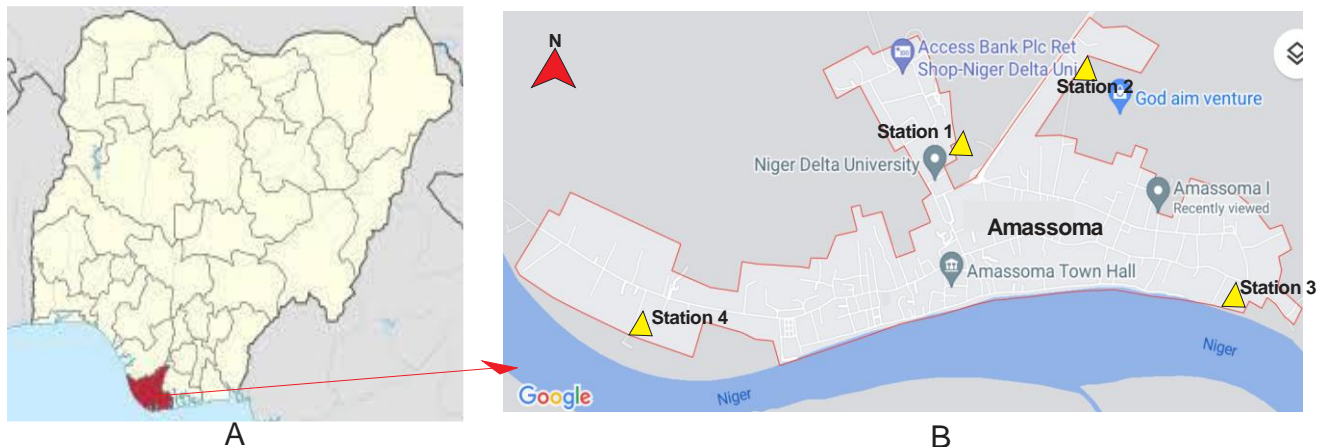 N
Access Bank Plc Ret
Shop-Niger Delta Uni
Station 2
God aim venture
Station 1
Niger Delta University
Amassoma I
Recently viewed
Amassoma
Amassoma Town Hall
Station 3
Station 4
Niger
Niger
Google
A
B